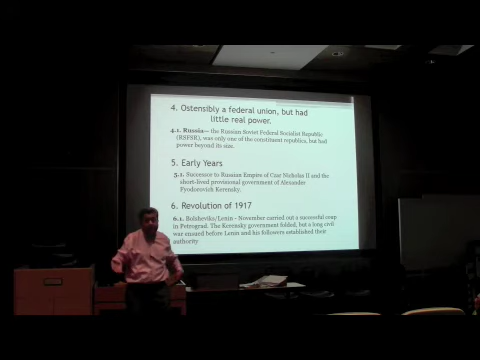 4. Ostensibly a federal union, but had
little real power.
4.1. Russia— the Russian Soviet Federal Socialist Republic
(RSFSR), was only one of the constituent republics, but had
power beyond its size.
5. Early Years
5.1. Successor to Russian Empire of Czar Nicholas II and the
short-lived provisional government of Alexander
Fyodorovich Kerensky.
6. Revolution of 1917
6.1. Bolsheviks/Lenin - November carried out a successful coup
in Petrograd. The Kerensky government folded, but a long civil
war ensued before Lenin and his followers established their
authority